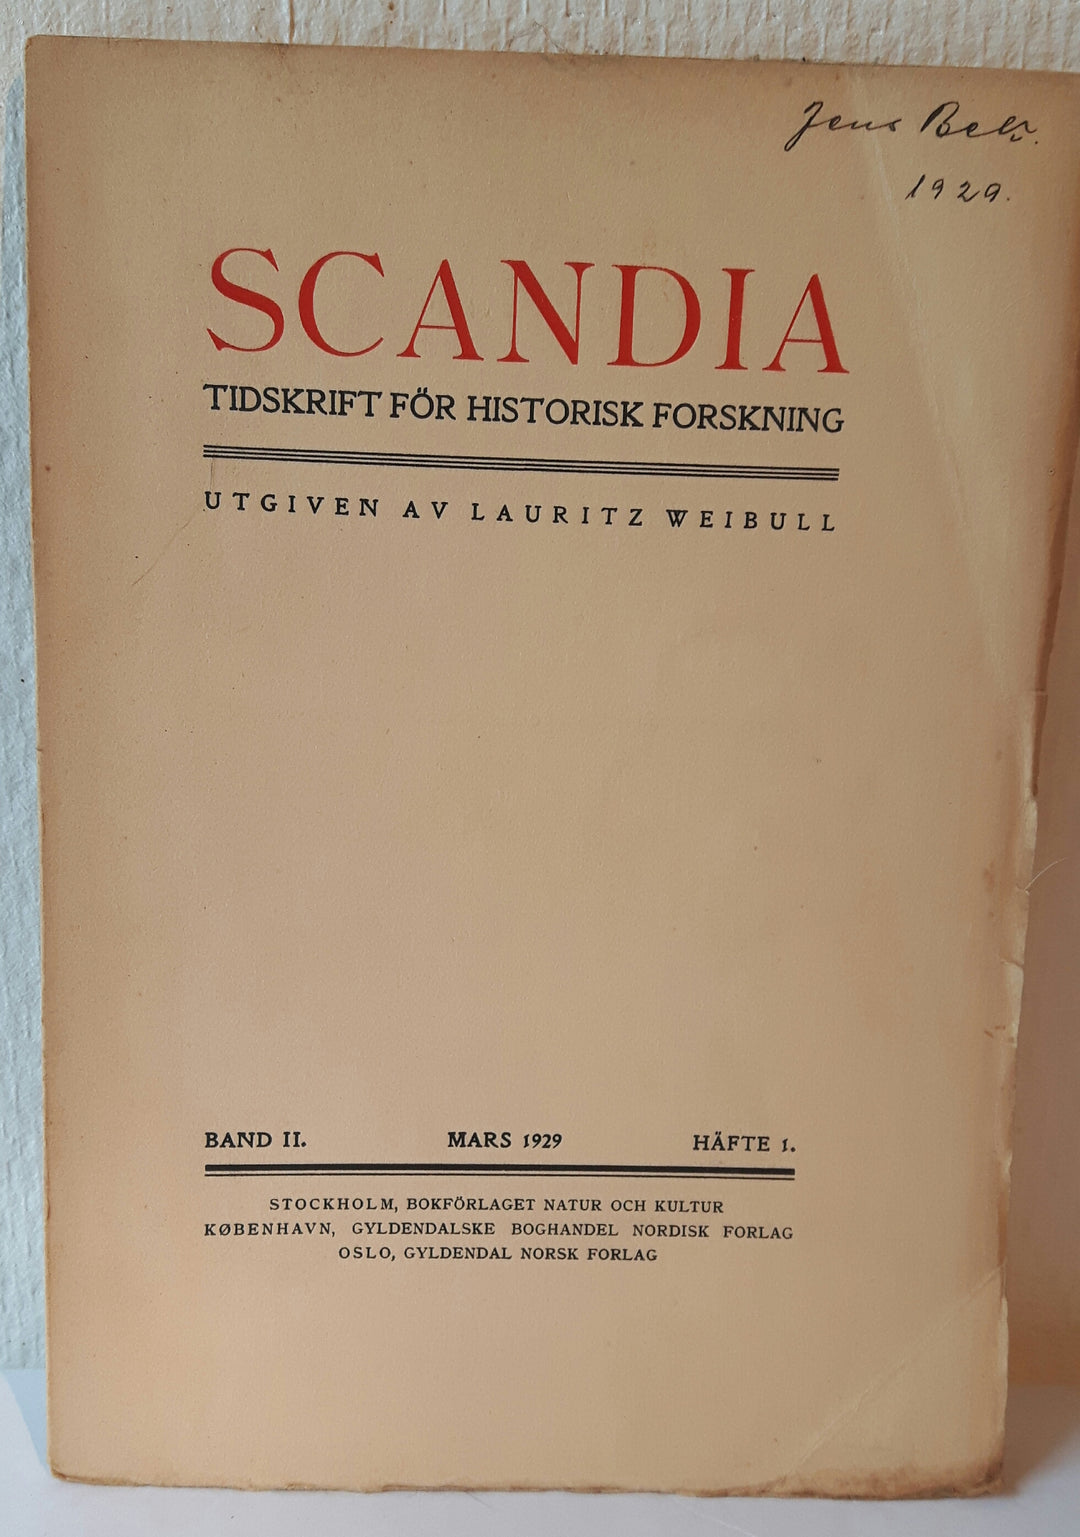 Jens
1929.
SCANDIA
TIDSKRIFT FÖR HISTORISK FORSKNING
UTGIVEN AV LAURITZ WEIBULL
BAND II. MARS 1929 HÄFTE 1.
STOCKHOLM, BOKFÖRLAGET NATUR OCH KULTUR
KØBENHAVN, GYLDENDALSKE BOGHANDEL NORDISK FORLAG
OSLO, GYLDENDAL NORSK FORLAG